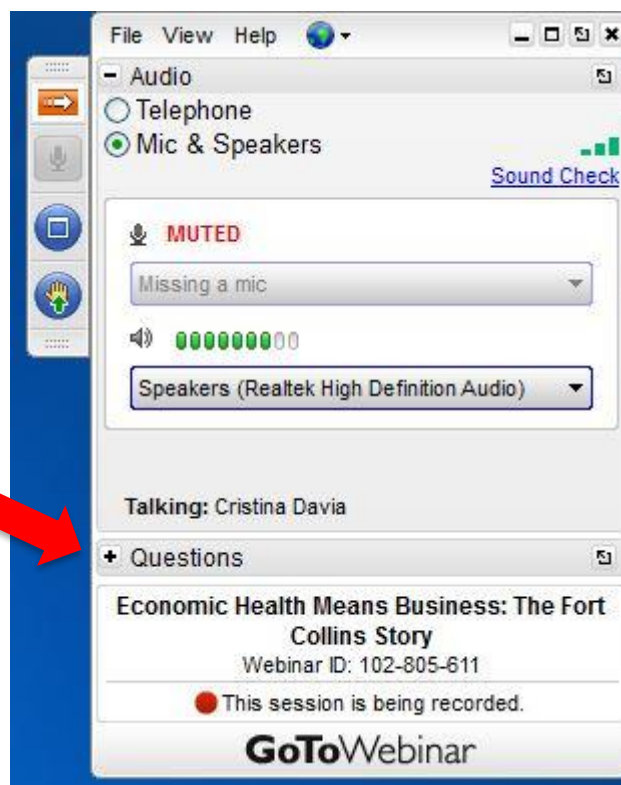 File View Help
Audio
Telephone
Mic & Speakers
Sound Check
MUTED
Missing a mic
Speakers (Realtek High Definition Audio)
Talking: Cristina Davia
Questions
Economic Health Means Business: The Fort
Collins Story
Webinar ID: 102-805-611
This session is being recorded.
GoToWebinar